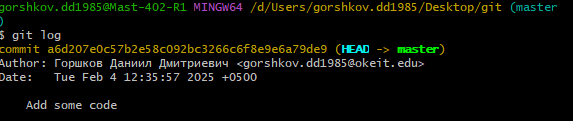 gorshkov.dd1985@Mast-402-R1 MINGW64 /d/Users/gorshkov.dd1985/Desktop/git (master
)
$ git log
commit a6d207e0c57b2e58c092bc3266c6f8e9e6a79de9 (HEAD -> master)
Author: Горшков Даниил Дмитриевич <gorshkov.dd1985@okeit.edu>
Date:   Tue Feb 4 12:35:57 2025 +0500
    Add some code